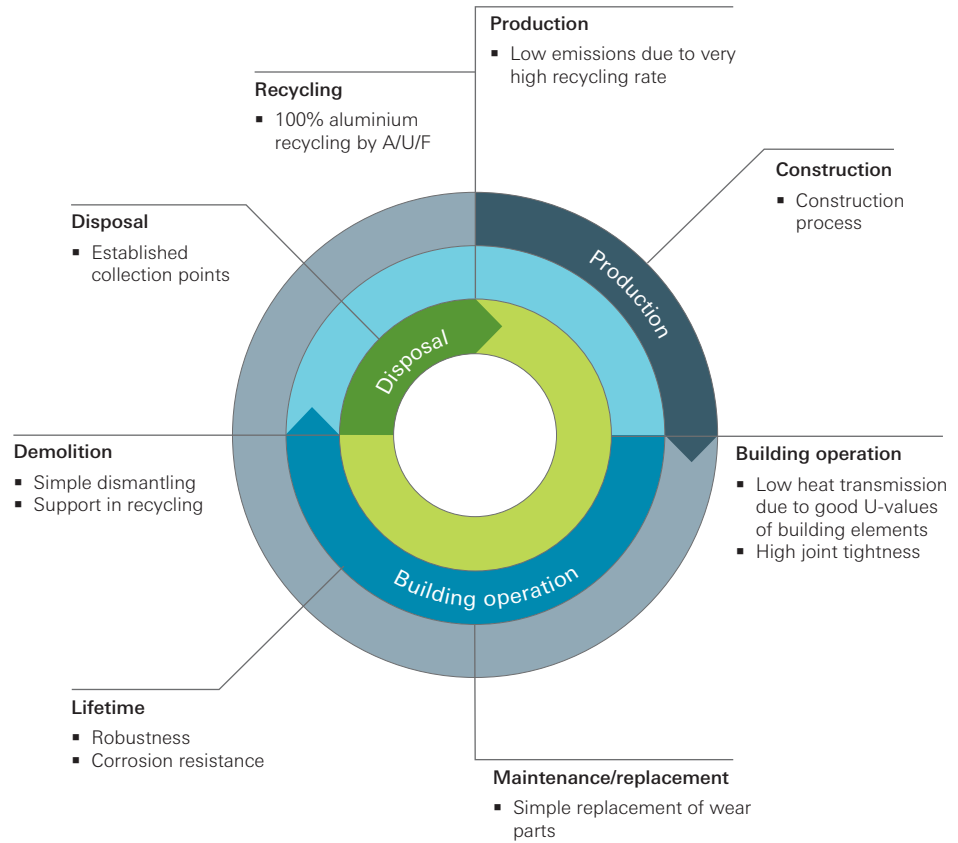 Production
▪ Low emissions due to very
high recycling rate
Recycling
▪ 100% aluminium
recycling by A/U/F
Construction
▪ Construction
process
Disposal
▪ Established
collection points
Production
Disposal
Demolition
▪ Simple dismantling
▪ Support in recycling
Building operation
▪ Low heat transmission
due to good U-values
of building elements
▪ High joint tightness
Building operation
Lifetime
▪ Robustness
▪ Corrosion resistance
Maintenance/replacement
▪ Simple replacement of wear
parts